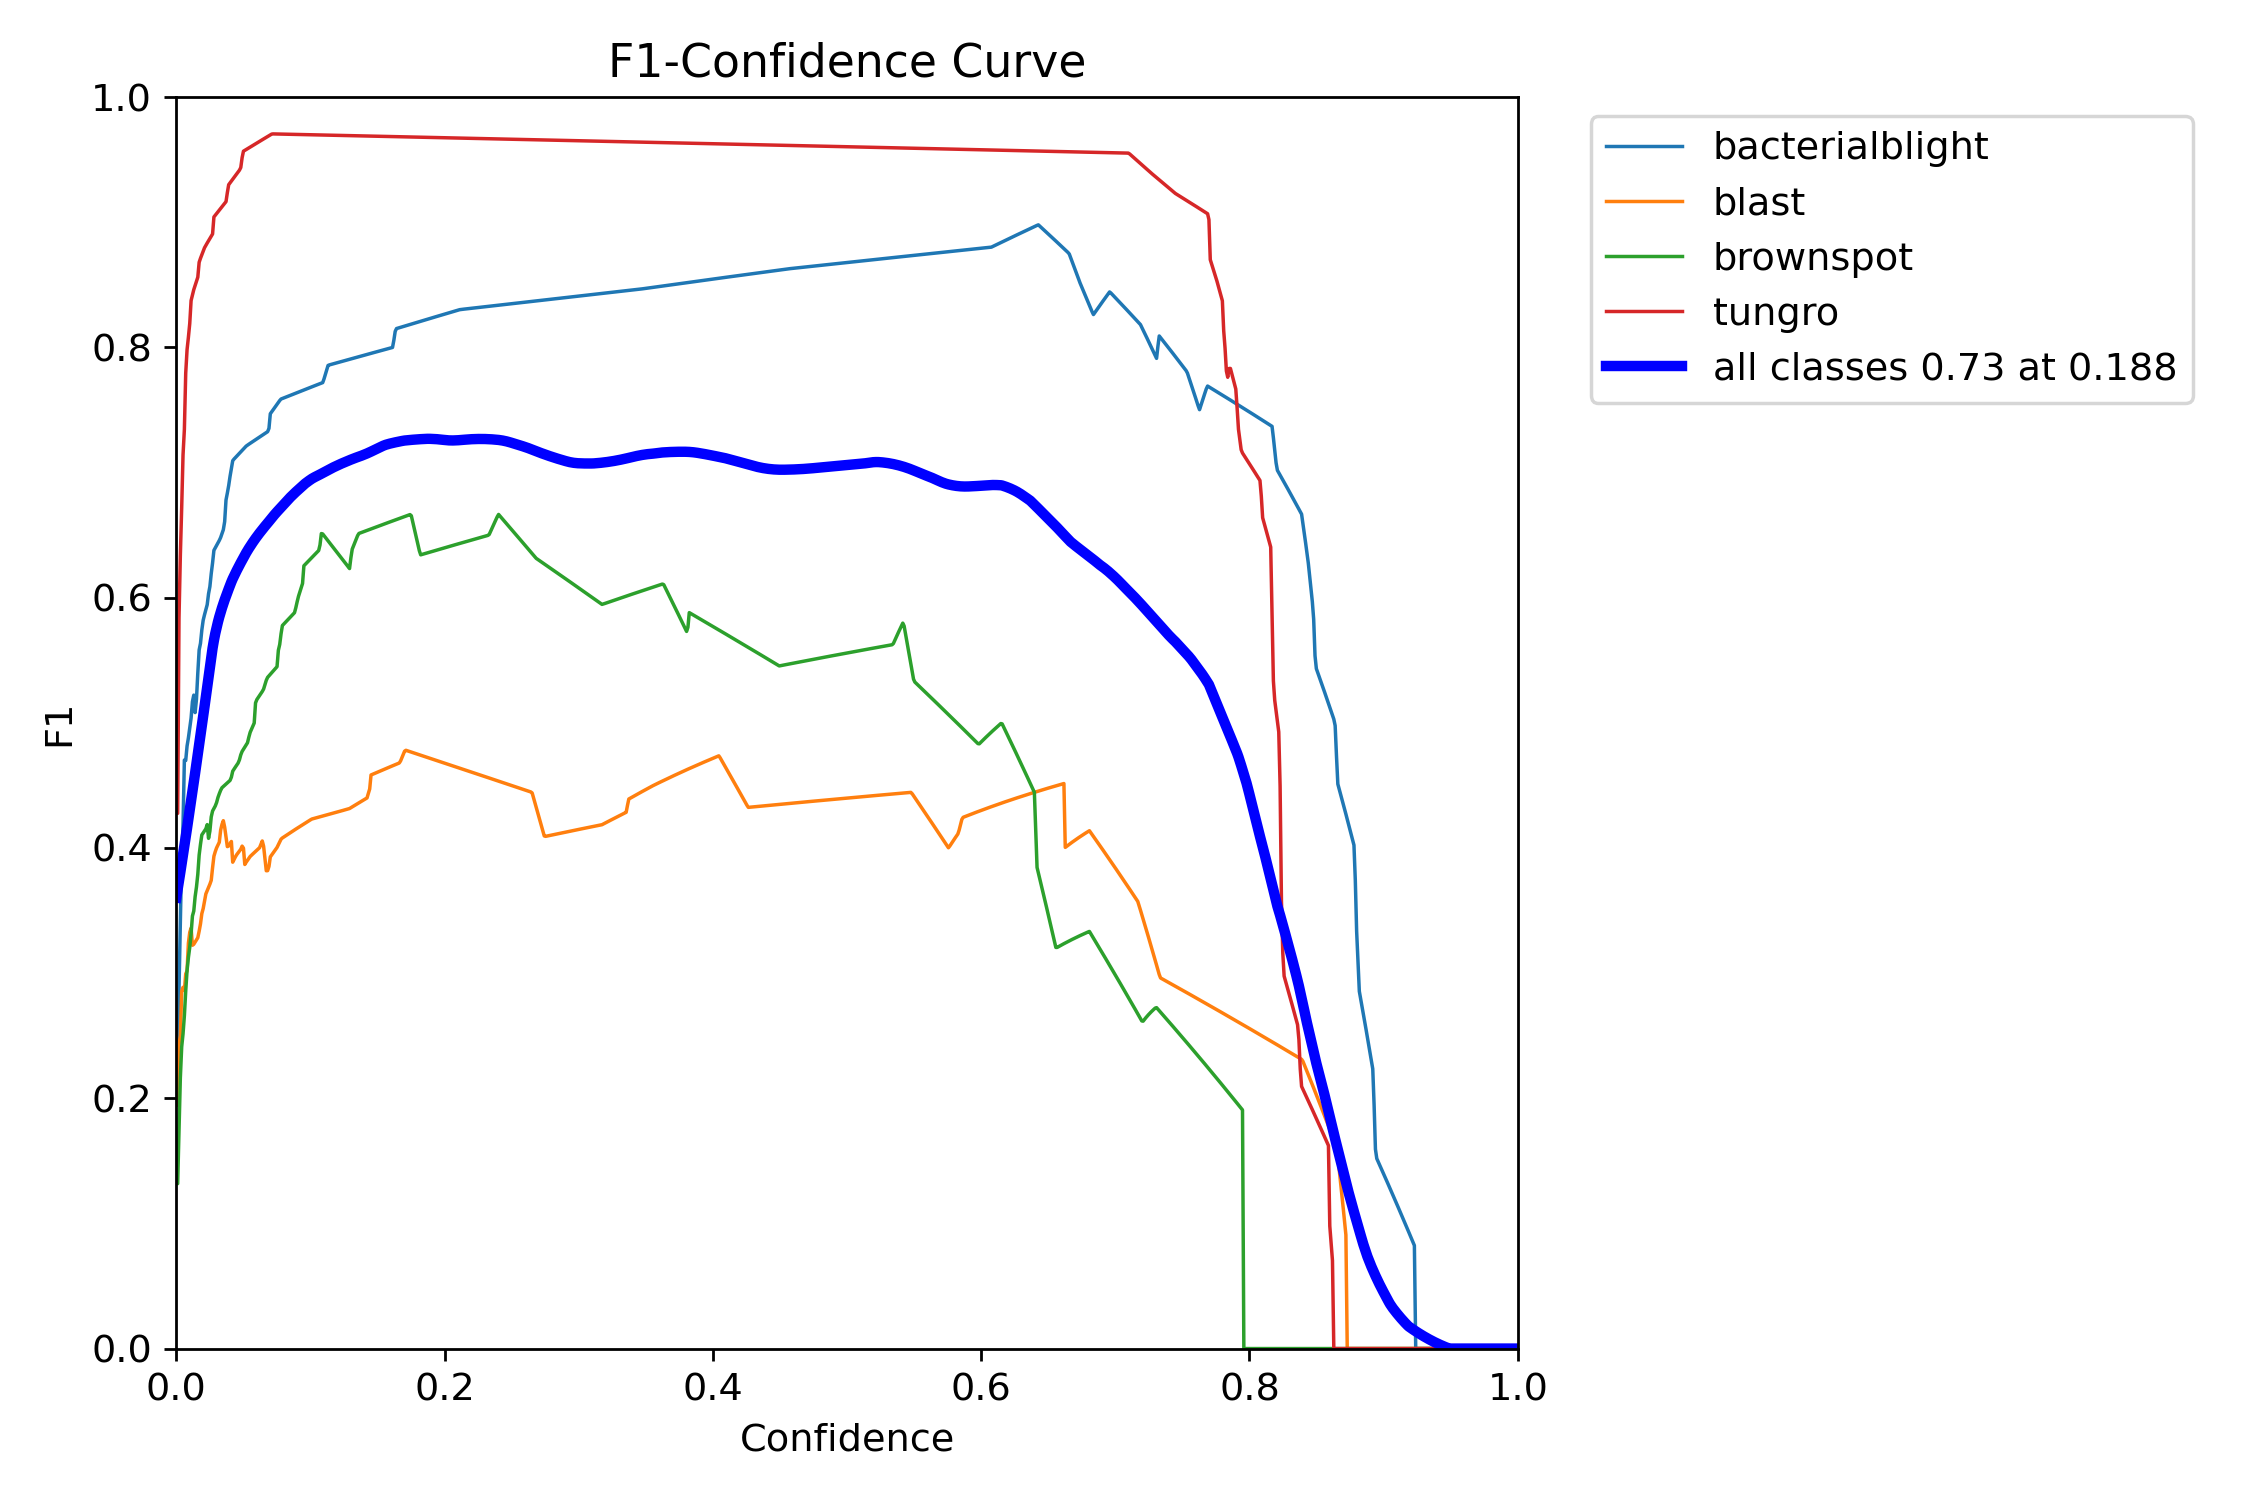 F1-Confidence Curve
1.0
0.8
0.6
0.4
0.2
0.0
F1
0.0 0.2 0.4 0.6 0.8 1.0
Confidence
bacterialblight
blast
brownspot
tungro
all classes 0.73 at 0.188